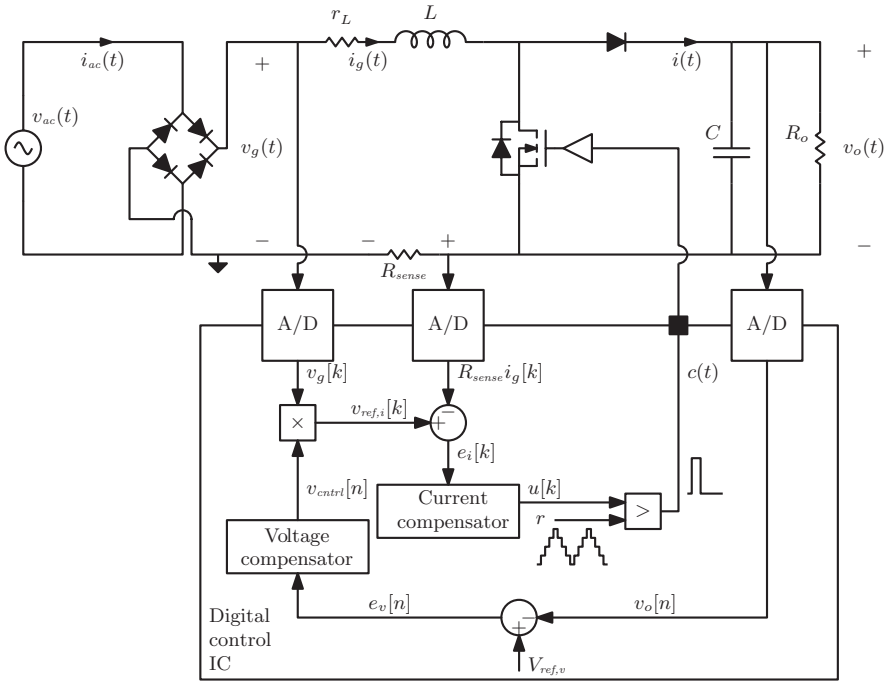 r_L
L
i_ac(t)
+
i_g(t)
i(t)
+
v_ac(t)
v_g(t)
C
R_o
v_o(t)
−
−
+
−
R_sense
A/D
A/D
A/D
v_g[k]
R_sense i_g[k]
c(t)
×
v_ref,i[k]
+
−
e_i[k]
v_cntrl[n]
Current
compensator
u[k]
r
>
Voltage
compensator
Digital
control
IC
e_v[n]
−
+
v_o[n]
V_ref,v